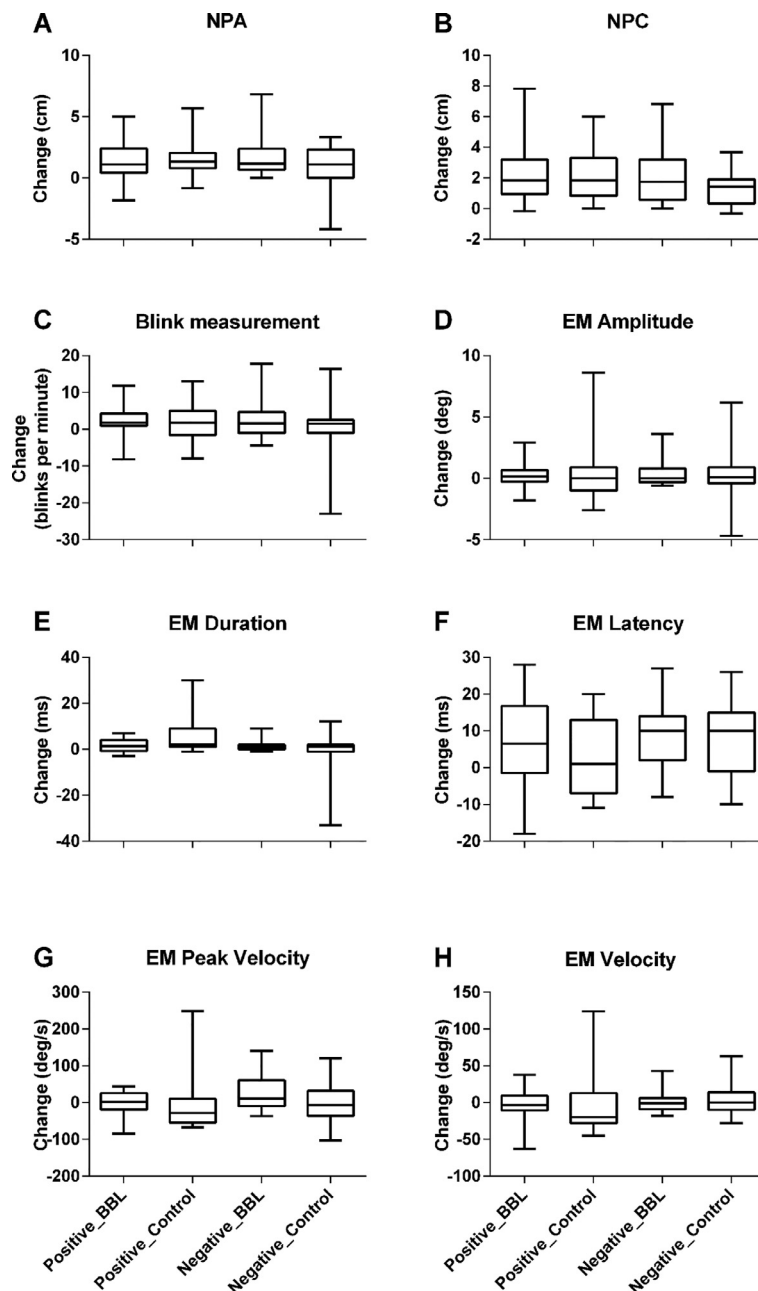 A
NPA
Change (cm)
10
5
0
-5
B
NPC
Change (cm)
10
8
6
4
2
0
-2
C
Blink measurement
Change
(blinks per minute)
20
10
0
-10
-20
-30
D
EM Amplitude
Change (deg)
10
5
0
-5
E
EM Duration
Change (ms)
40
20
0
-20
-40
F
EM Latency
Change (ms)
30
20
10
0
-10
-20
G
EM Peak Velocity
Change (deg/s)
300
200
100
0
-100
-200
Positive_BBL
Positive_Control
Negative_BBL
Negative_Control
H
EM Velocity
Change (deg/s)
150
100
50
0
-50
-100
Positive_BBL
Positive_Control
Negative_BBL
Negative_Control